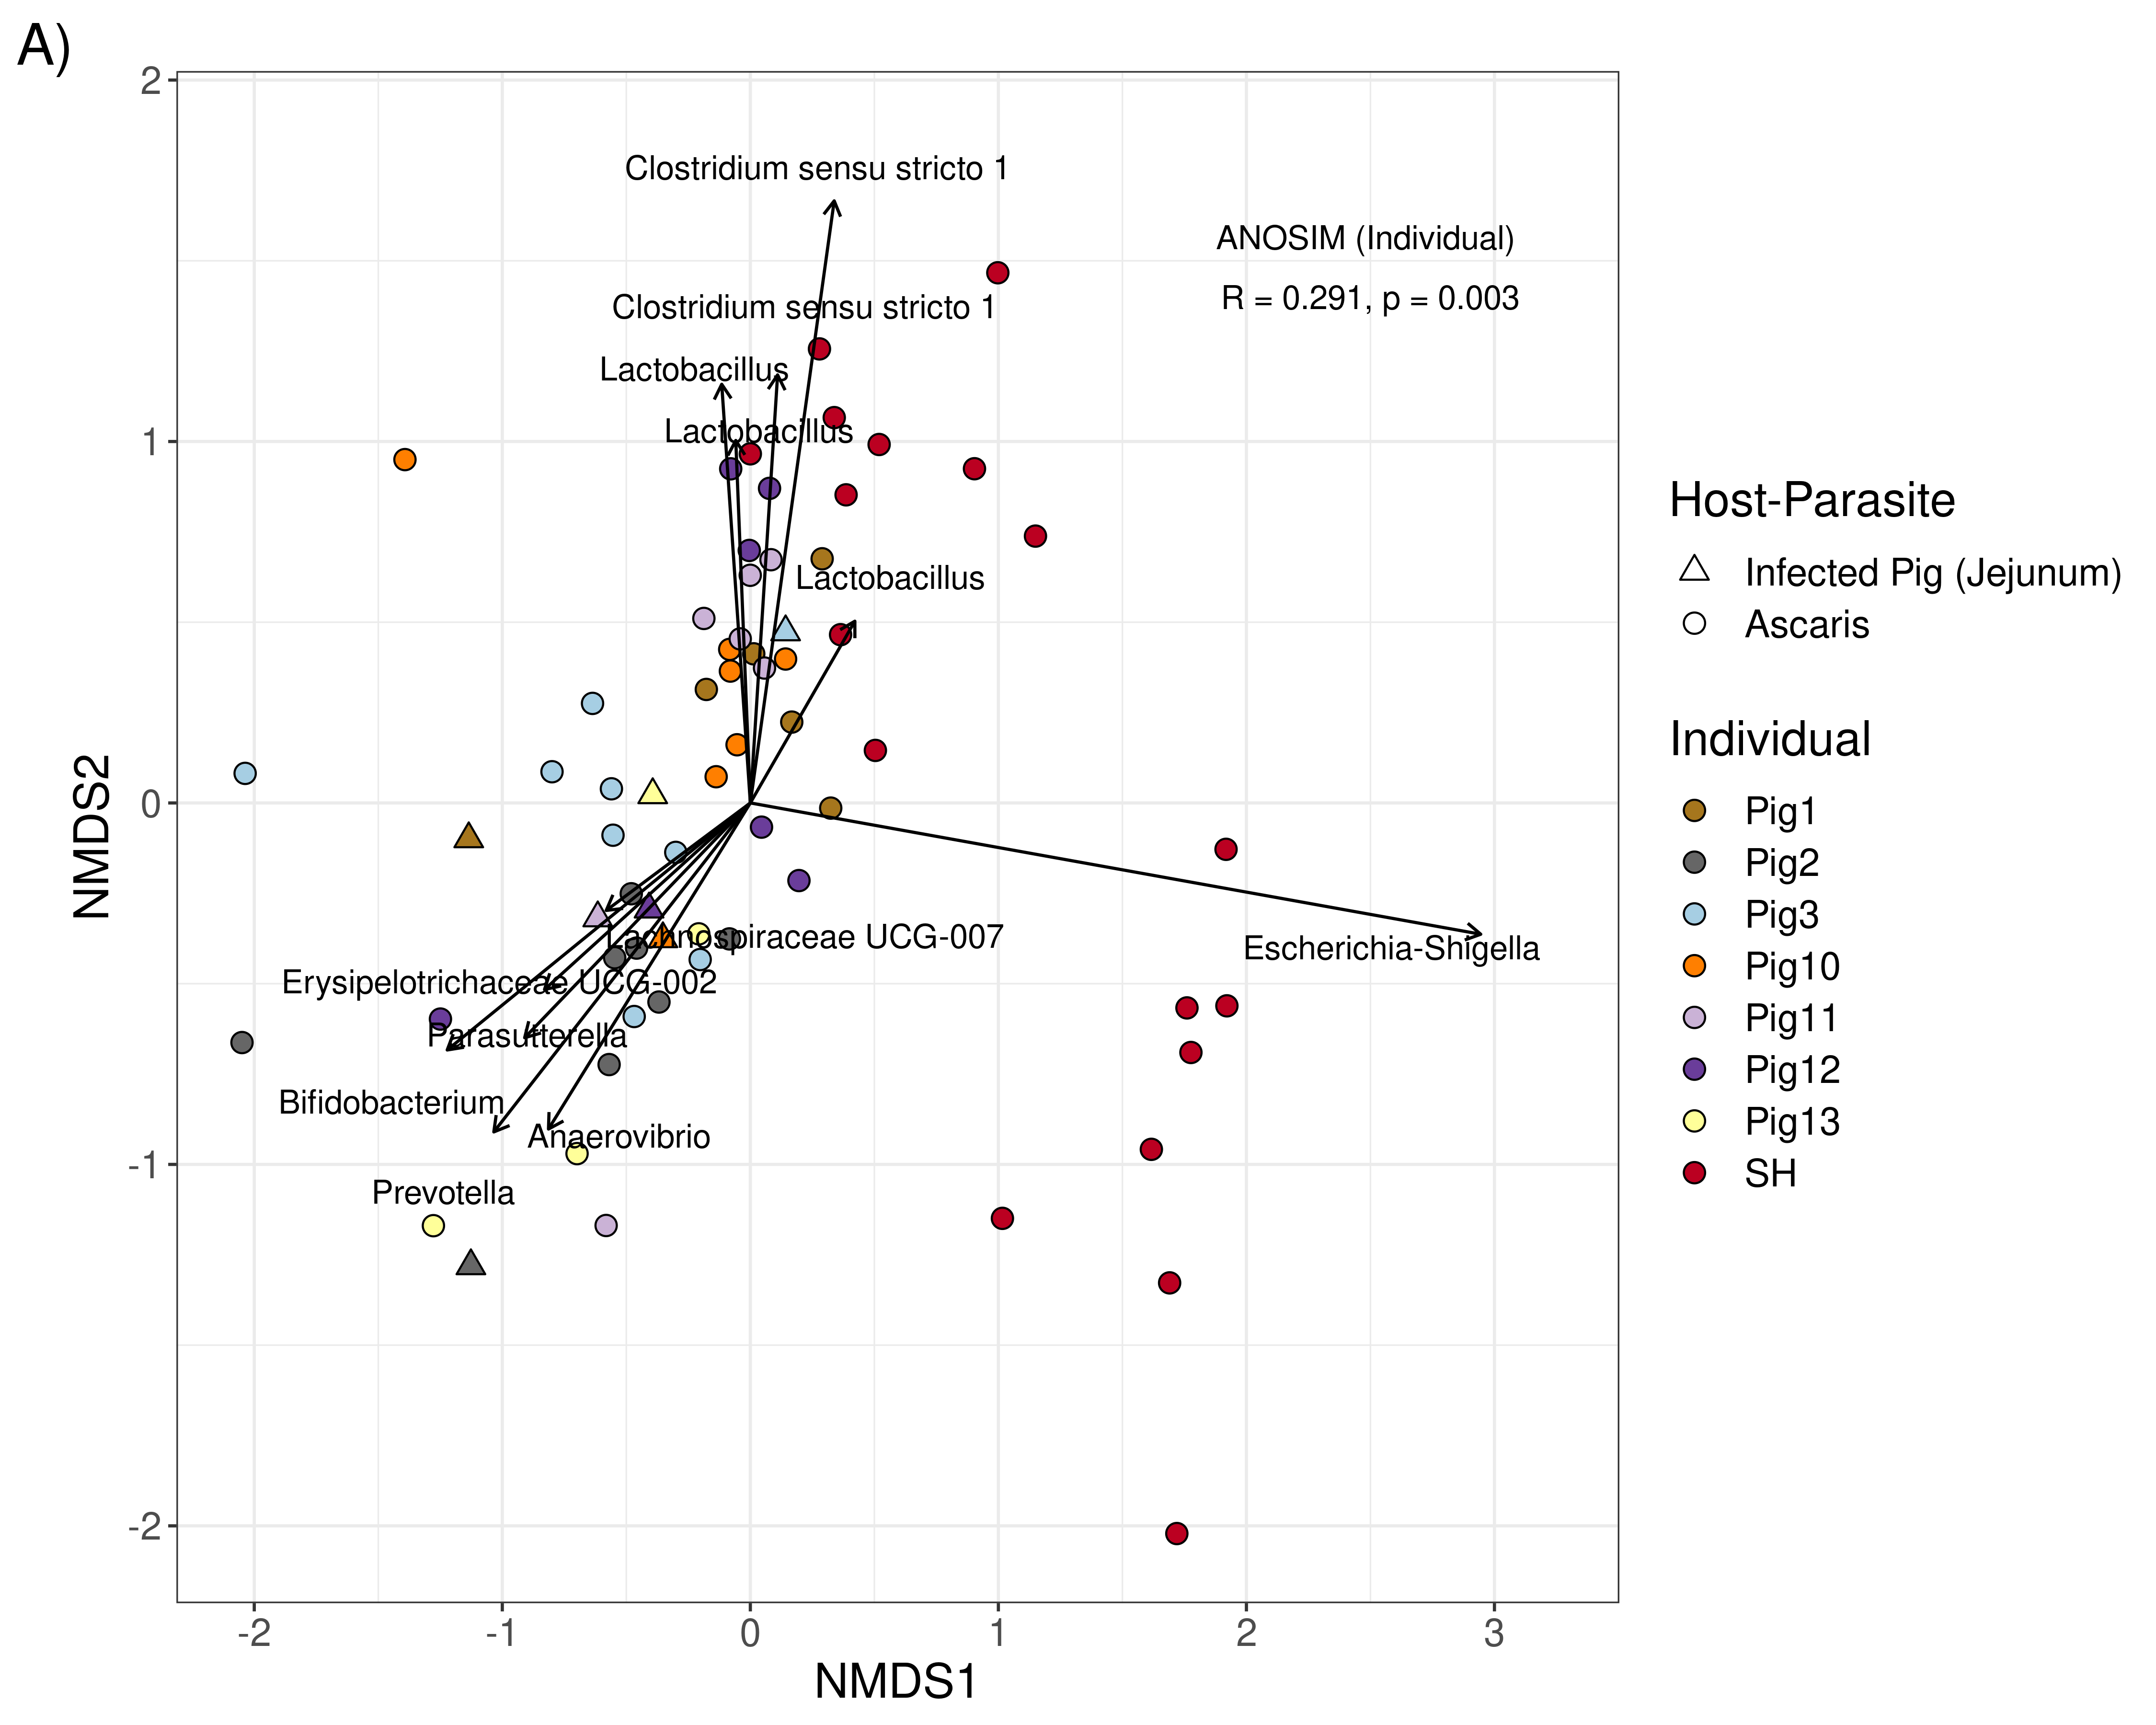 A)
2
1
0
-1
-2
NMDS2
Clostridium sensu stricto 1
ANOSIM (Individual)
R = 0.291, p = 0.003
Clostridium sensu stricto 1
Lactobacillus
Lactobacillus
Lactobacillus
Lachnospiraceae UCG-007
Escherichia-Shigella
Erysipelotrichaceae UCG-002
Parasutterella
Bifidobacterium
Anaerovibrio
Prevotella
-2
-1
0
1
2
3
NMDS1
Host-Parasite
Infected Pig (Jejunum)
Ascaris
Individual
Pig1
Pig2
Pig3
Pig10
Pig11
Pig12
Pig13
SH